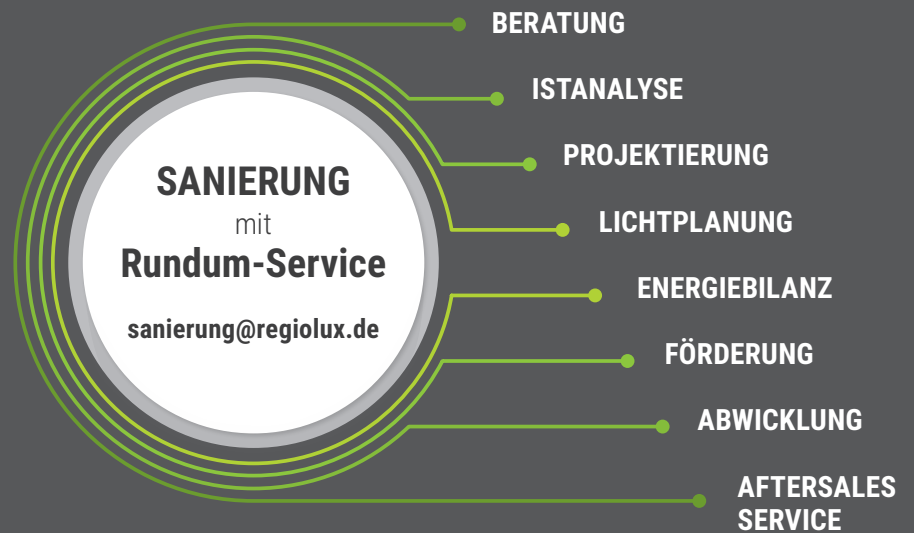 SANIERUNG
mit
Rundum-Service
sanierung@regiolux.de
BERATUNG
ISTANALYSE
PROJEKTIERUNG
LICHTPLANUNG
ENERGIEBILANZ
FÖRDERUNG
ABWICKLUNG
AFTERSALES
SERVICE